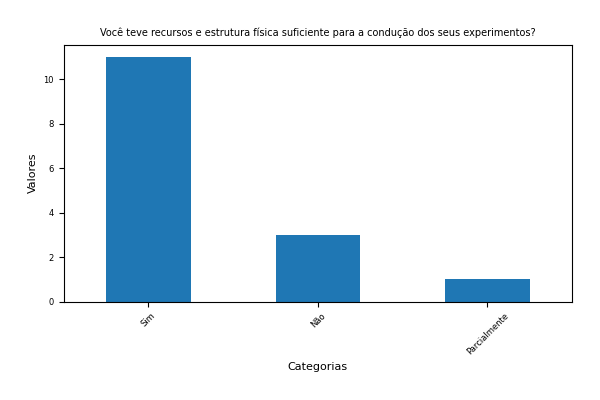 Você teve recursos e estrutura física suficiente para a condução dos seus experimentos?
Valores
10
8
6
4
2
0
Sim
Não
Parcialmente
Categorias